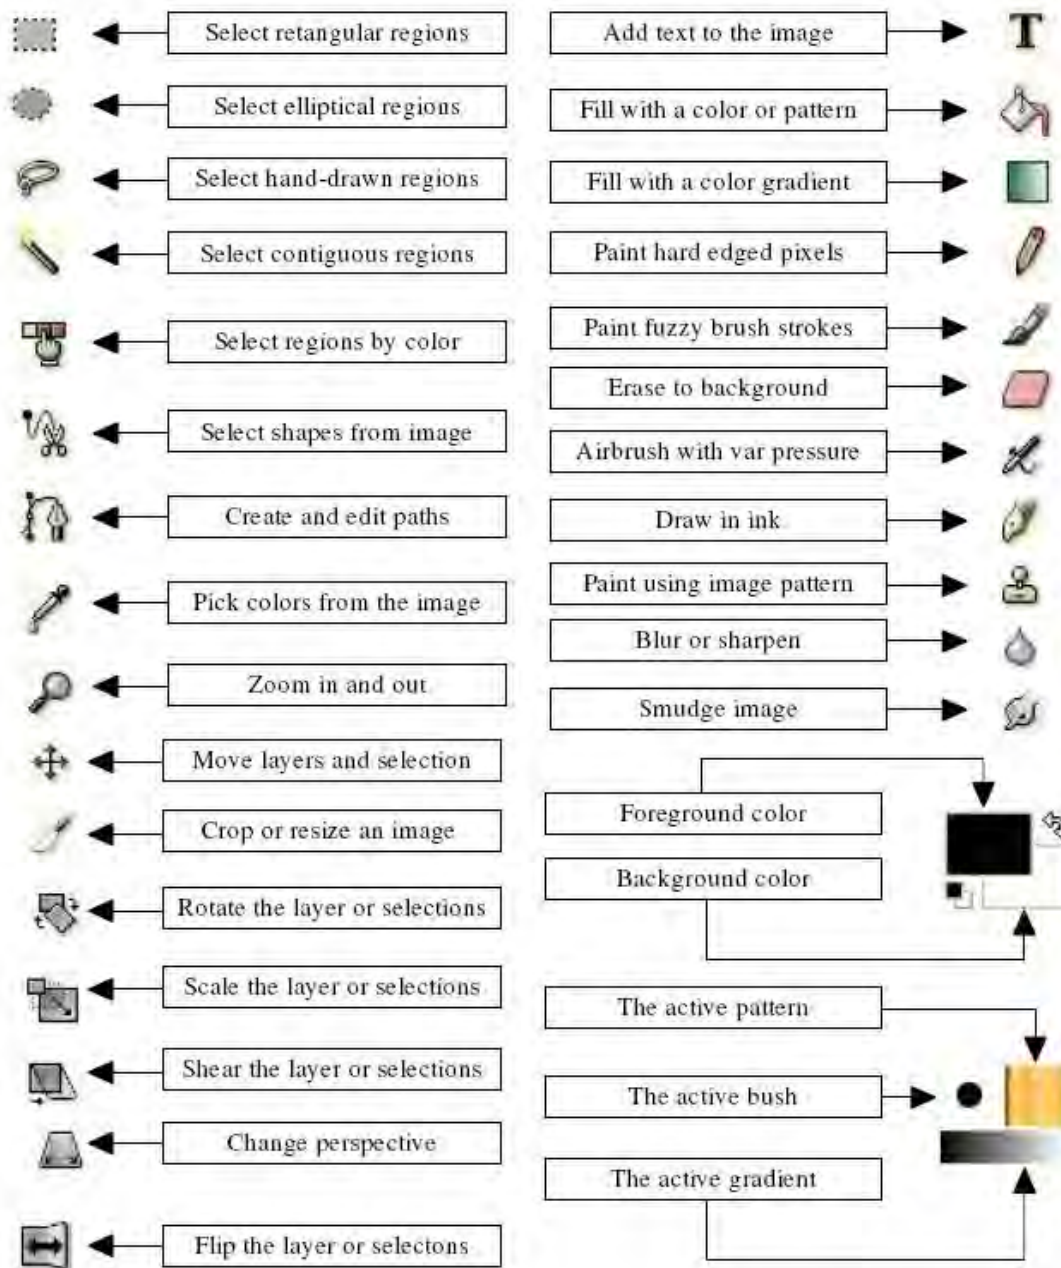 Select retangular regions
Select elliptical regions
Select hand-drawn regions
Select contiguous regions
Select regions by color
Select shapes from image
Create and edit paths
Pick colors from the image
Zoom in and out
Move layers and selection
Crop or resize an image
Rotate the layer or selections
Scale the layer or selections
Shear the layer or selections
Change perspective
Flip the layer or selectons
Add text to the image
T
Fill with a color or pattern
Fill with a color gradient
Paint hard edged pixels
Paint fuzzy brush strokes
Erase to background
Airbrush with var pressure
Draw in ink
Paint using image pattern
Blur or sharpen
Smudge image
Foreground color
Background color
The active pattern
The active bush
The active gradient